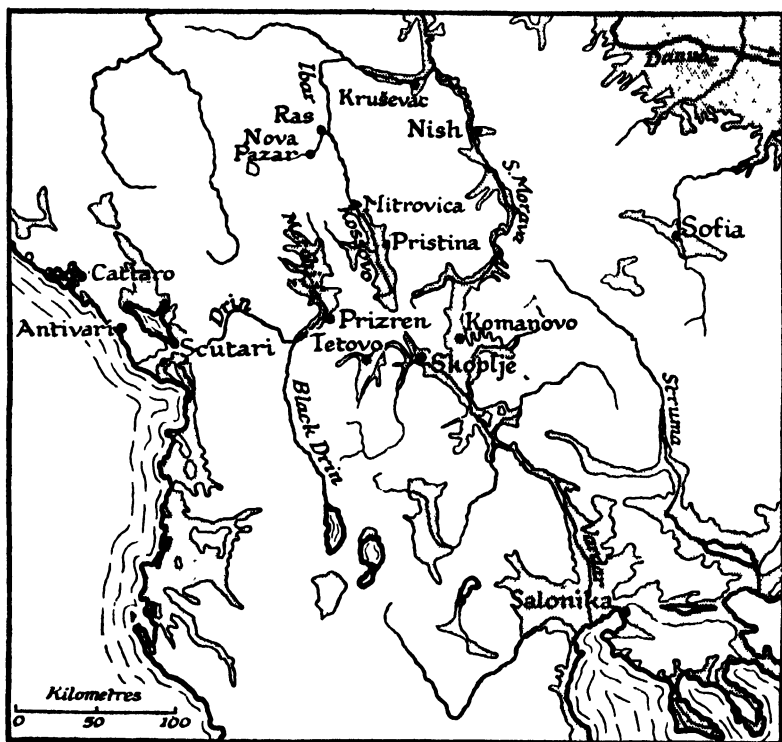 Danube
Ibar
Kruševac
Ras
Nova
Pazar
Nish
S. Morava
Mitrovica
Kosovo
Pristina
Sofia
Cattaro
Antivari
Drin
Scutari
Prizren
Tetovo
Komanovo
Skoplje
Black Drin
Struma
Vardar
Salonika
Kilometres
0 50 100